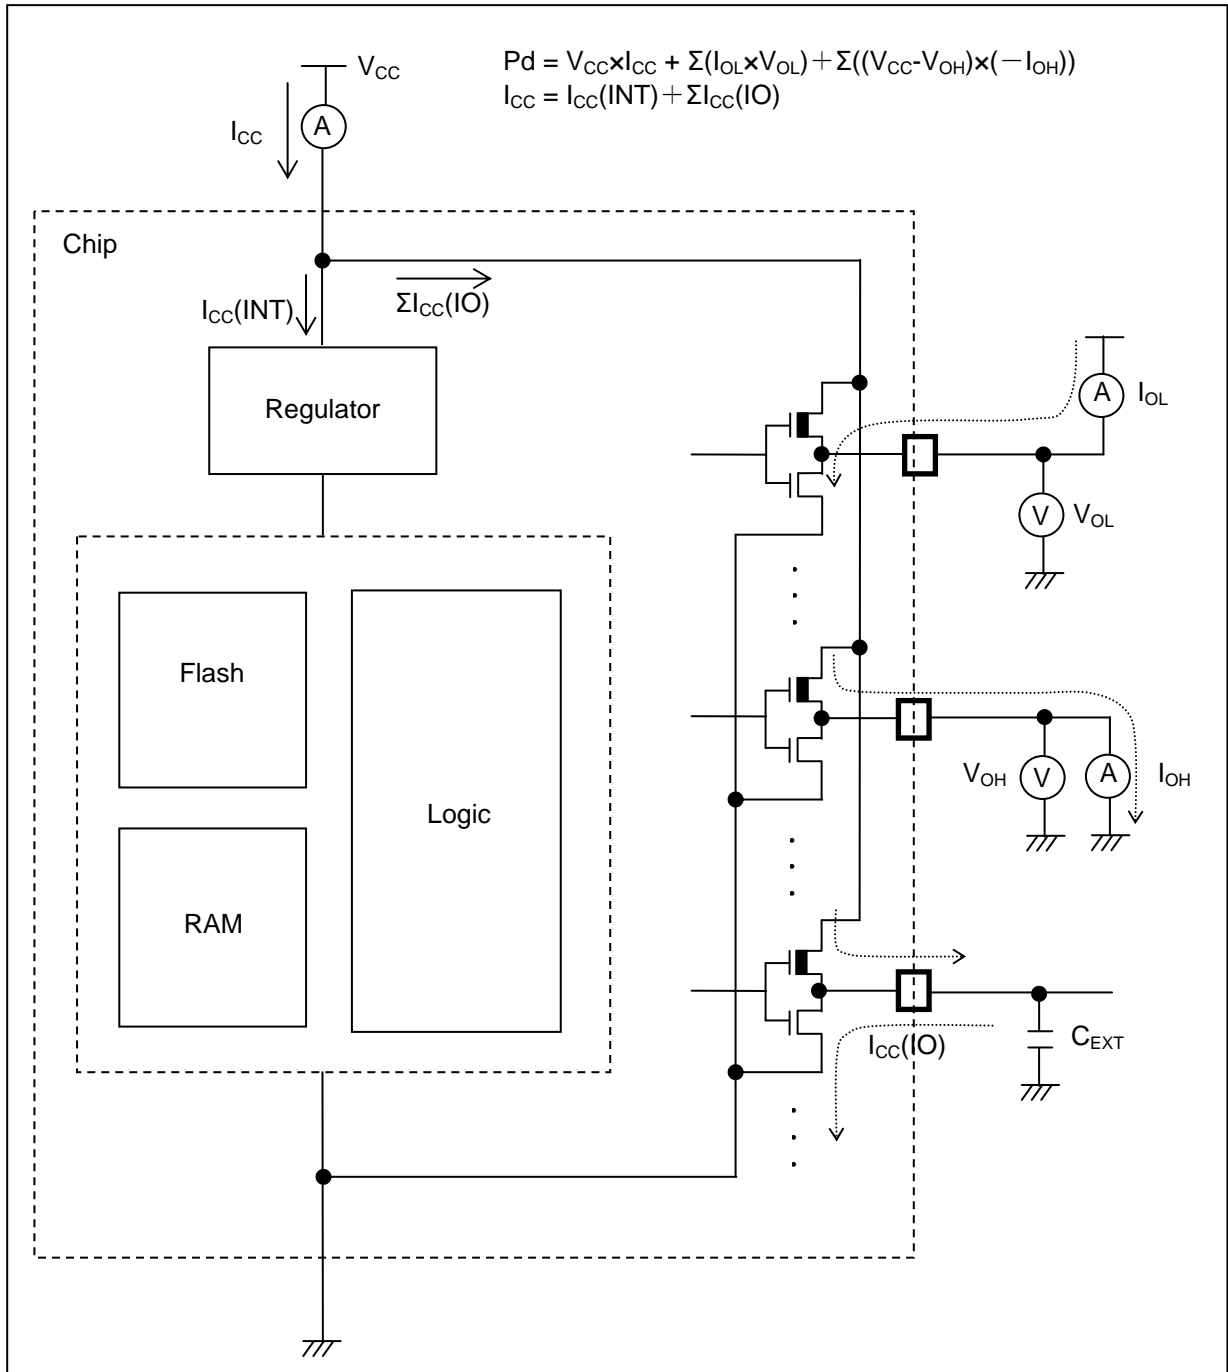 V_CC
Pd = V_CC×I_CC + Σ(I_OL×V_OL)+Σ((V_CC-V_OH)×(-I_OH))
I_CC = I_CC(INT)+ΣI_CC(IO)
I_CC
A
Chip
I_CC(INT)
ΣI_CC(IO)
Regulator
A
I_OL
V
V_OL
Flash
RAM
Logic
V_OH
V
A
I_OH
I_CC(IO)
C_EXT